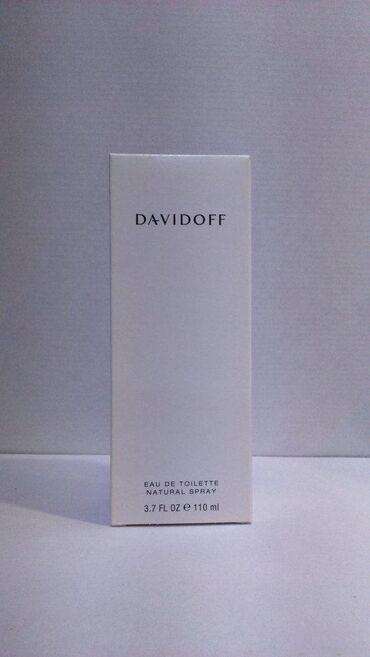 DAVIDOFF
EAU DE TOILETTE
NATURAL SPRAY
3.7 FL OZ ℮ 110 ml